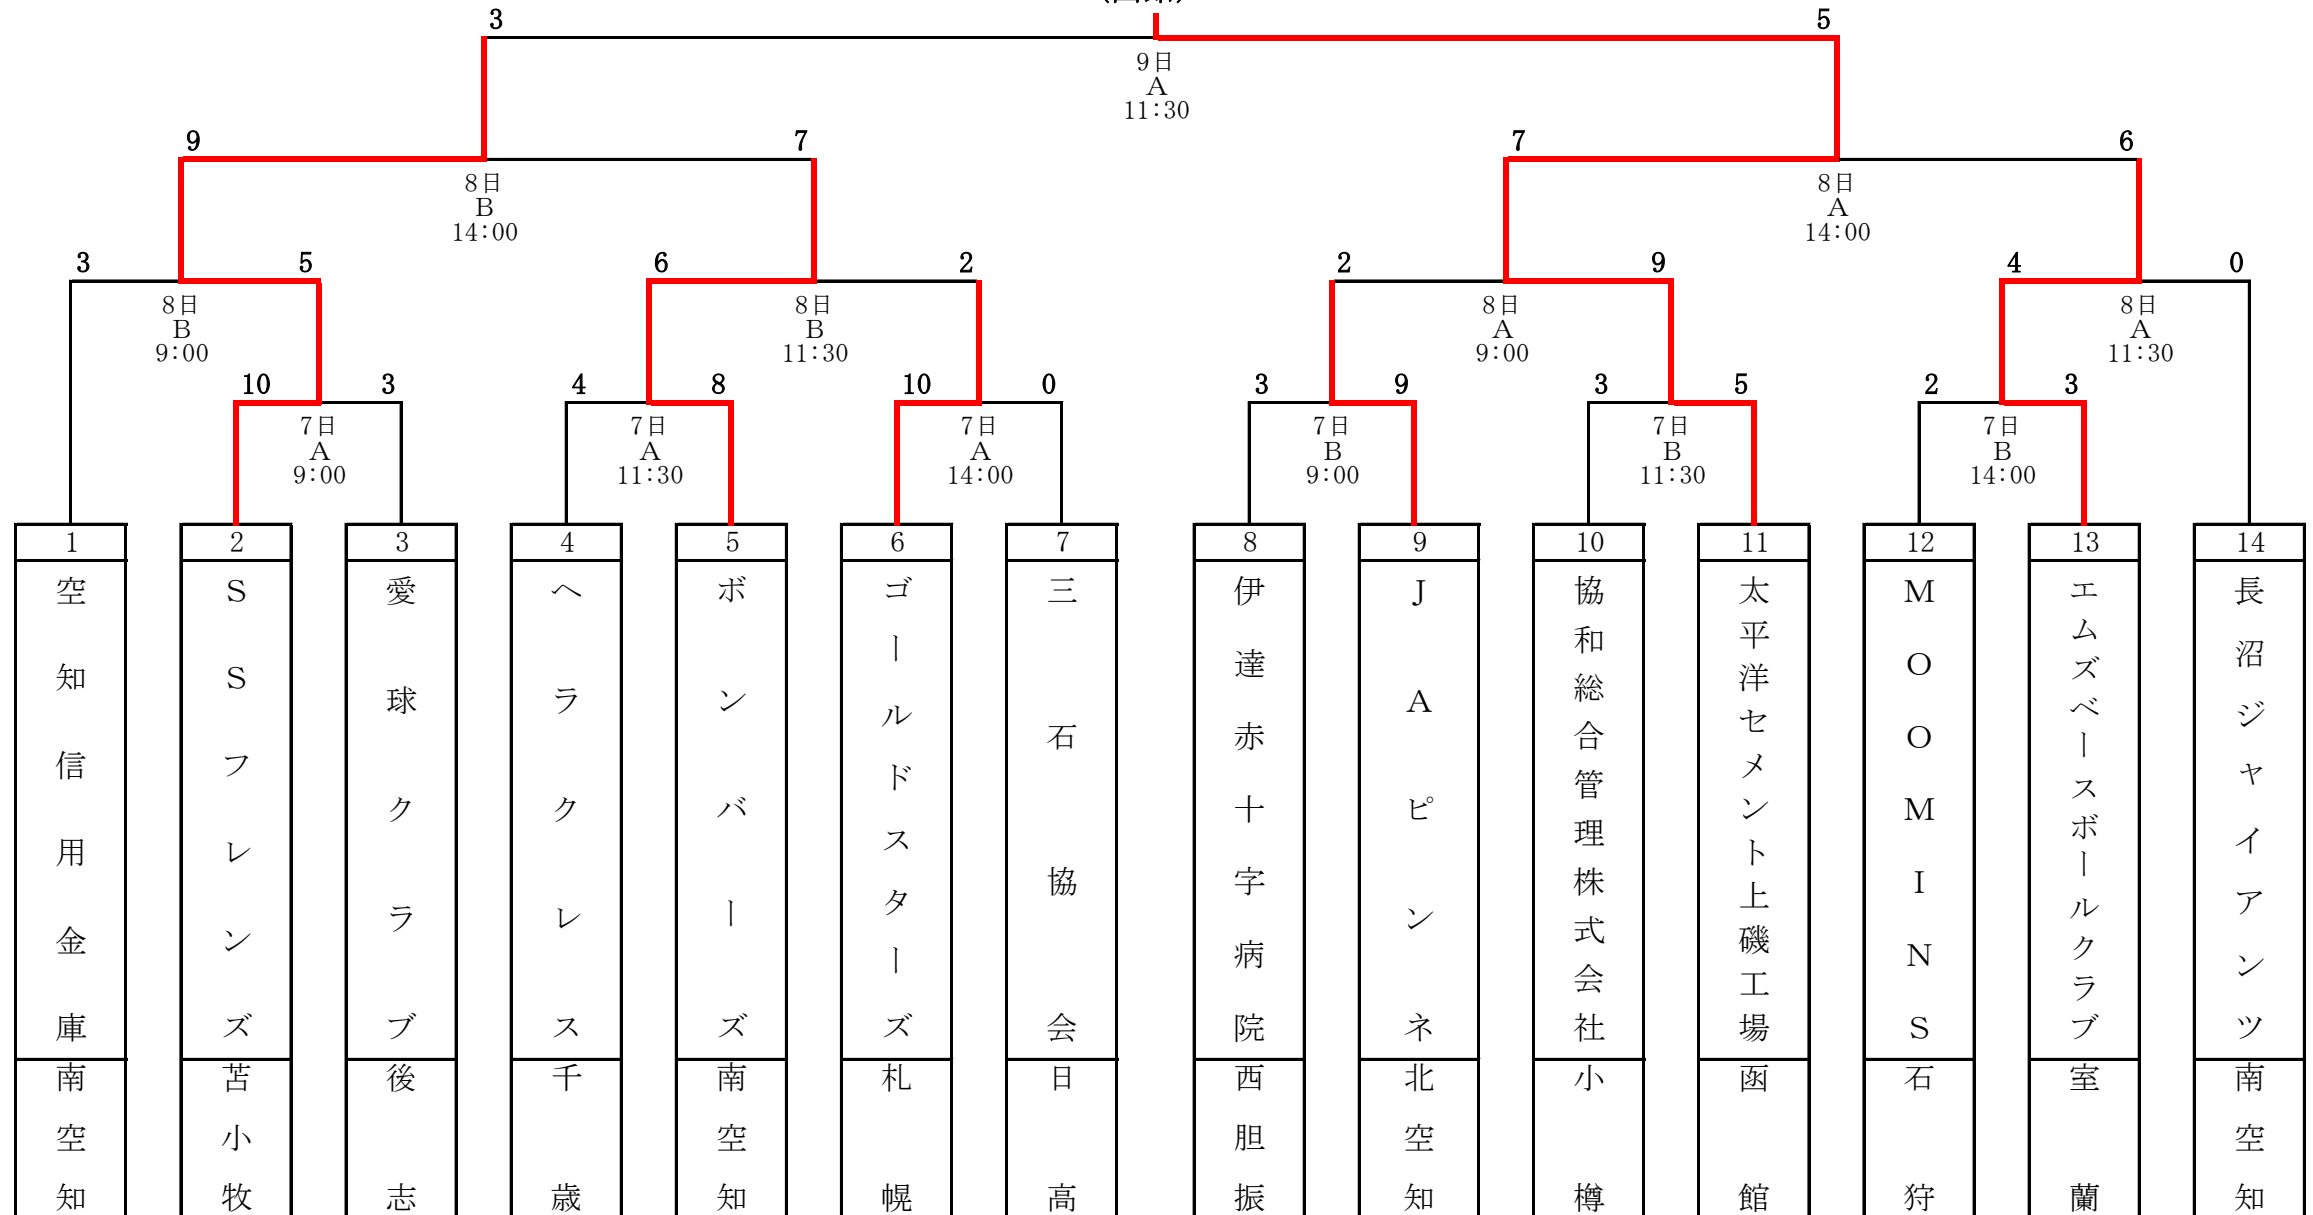 3
5
9日
A
11:30
9
7
7
6
8日
B
14:00
8日
A
14:00
3
5
6
2
2
9
4
0
8日
B
9:00
8日
B
11:30
8日
A
9:00
8日
A
11:30
10
3
4
8
10
0
3
9
3
5
2
3
7日
A
9:00
7日
A
11:30
7日
A
14:00
7日
B
9:00
7日
B
11:30
7日
B
14:00
1
空知信用金庫
南空知
2
SSフレンズ
苫小牧
3
愛球クラブ
後志
4
ヘラクレス
千歳
5
ボンバーズ
南空知
6
ゴールドスターズ
札幌
7
三石協会
日高
8
伊達赤十字病院
西胆振
9
JAピンネ
北空知
10
協和総合管理株式会社
小樽
11
太平洋セメント上磯工場
函館
12
MOOMINS
石狩
13
エムズベースボールクラブ
室蘭
14
長沼ジャイアンツ
南空知